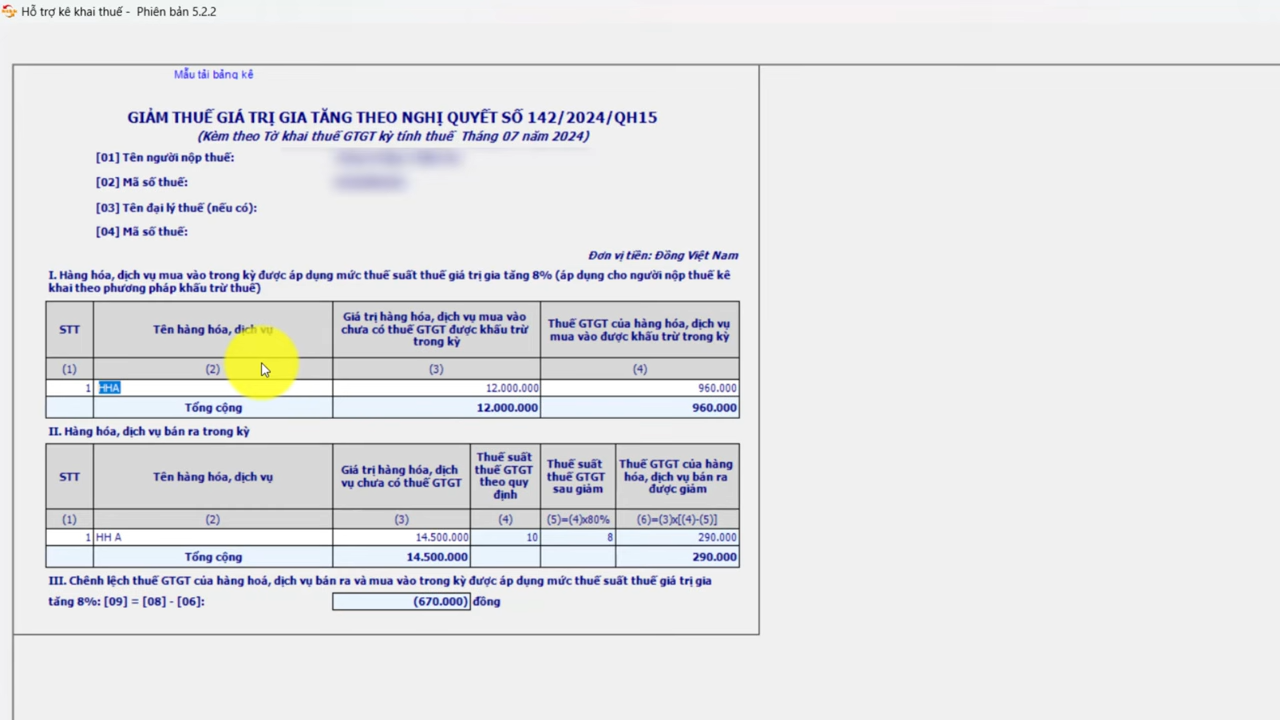 Hỗ trợ kê khai thuế - Phiên bản 5.2.2
Mẫu tải bảng kê
GIẢM THUẾ GIÁ TRỊ GIA TĂNG THEO NGHỊ QUYẾT SỐ 142/2024/QH15
(Kèm theo Tờ khai thuế GTGT kỳ tính thuế Tháng 07 năm 2024)
[01] Tên người nộp thuế:
[02] Mã số thuế:
[03] Tên đại lý thuế (nếu có):
[04] Mã số thuế:
Đơn vị tiền: Đồng Việt Nam
I. Hàng hóa, dịch vụ mua vào trong kỳ được áp dụng mức thuế suất thuế giá trị gia tăng 8% (áp dụng cho người nộp thuế kê
khai theo phương pháp khấu trừ thuế)
STT Tên hàng hóa, dịch vụ Giá trị hàng hóa, dịch vụ mua vào chưa có thuế GTGT được khấu trừ trong kỳ Thuế GTGT của hàng hóa, dịch vụ mua vào được khấu trừ trong kỳ
(1) (2) (3) (4)
1 HHA 12.000.000 960.000
Tổng cộng 12.000.000 960.000
II. Hàng hóa, dịch vụ bán ra trong kỳ
STT Tên hàng hóa, dịch vụ Giá trị hàng hóa, dịch vụ chưa có thuế GTGT Thuế suất thuế GTGT theo quy định Thuế suất thuế GTGT sau giảm Thuế GTGT của hàng hóa, dịch vụ bán ra được giảm
(1) (2) (3) (4) (5)=(4)x80% (6)=(3)x[(4)-(5)]
1 HH A 14.500.000 10 8 290.000
Tổng cộng 14.500.000 290.000
III. Chênh lệch thuế GTGT của hàng hoá, dịch vụ bán ra và mua vào trong kỳ được áp dụng mức thuế suất thuế giá trị gia
tăng 8%: [09] = [08] - [06]: (670.000) đồng